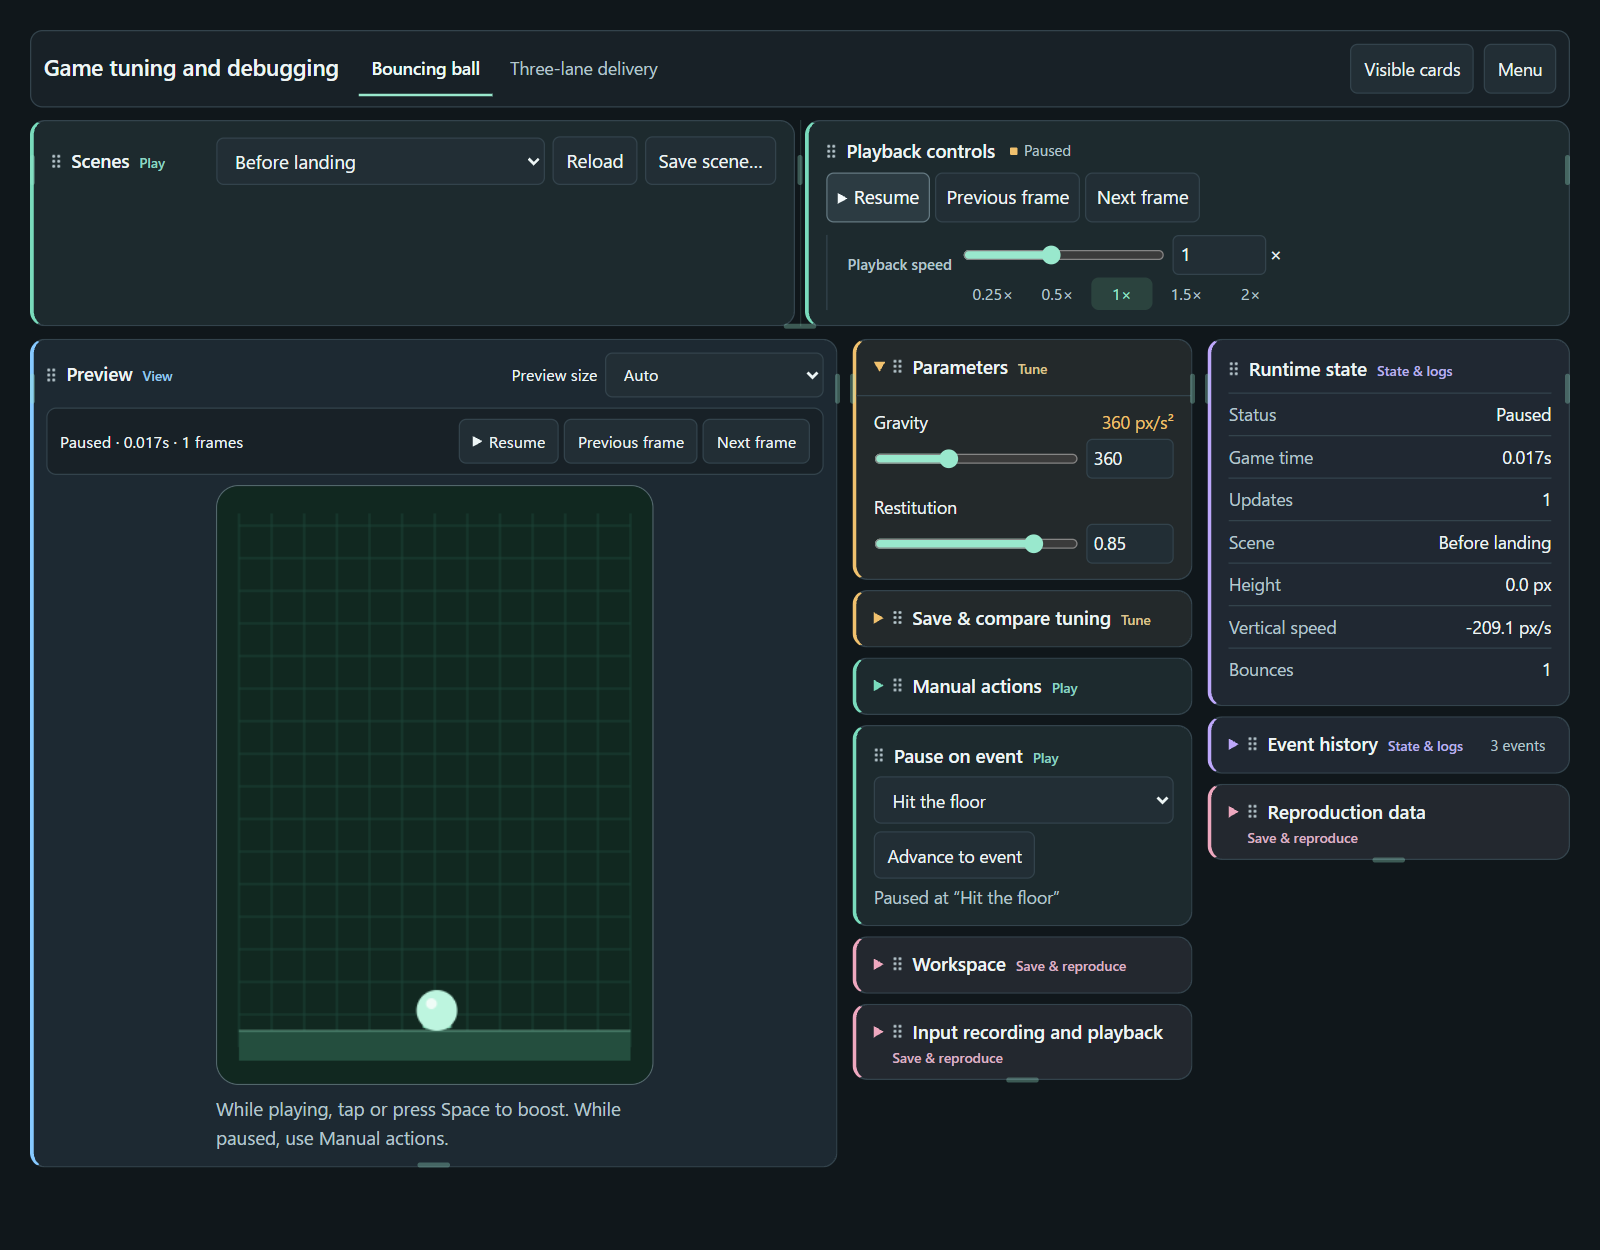 Game tuning and debugging
Bouncing ball
Three-lane delivery
Visible cards
Menu
Scenes Play
Before landing
Reload
Save scene...
Playback controls
Paused
▶ Resume
Previous frame
Next frame
Playback speed
1
×
0.25×
0.5×
1×
1.5×
2×
Preview View
Preview size
Auto
Paused · 0.017s · 1 frames
▶ Resume
Previous frame
Next frame
While playing, tap or press Space to boost. While
paused, use Manual actions.
Parameters Tune
Gravity
360 px/s²
360
Restitution
0.85
Save & compare tuning Tune
Manual actions Play
Pause on event Play
Hit the floor
Advance to event
Paused at “Hit the floor”
Workspace Save & reproduce
Input recording and playback
Save & reproduce
Runtime state State & logs
Status Paused
Game time 0.017s
Updates 1
Scene Before landing
Height 0.0 px
Vertical speed -209.1 px/s
Bounces 1
Event history State & logs 3 events
Reproduction data
Save & reproduce